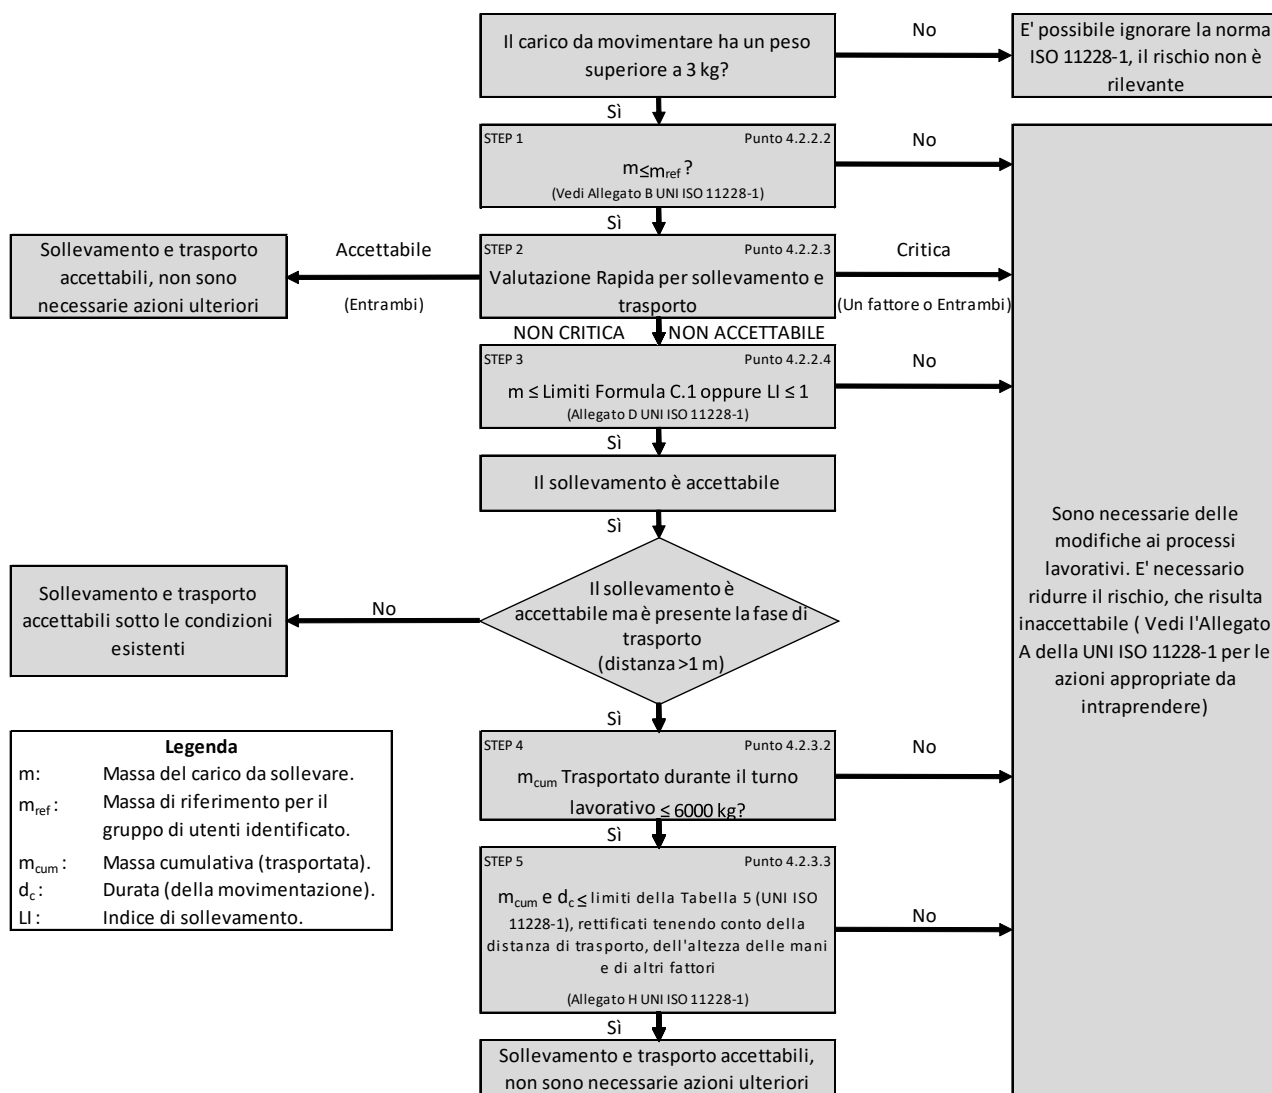 Il carico da movimentare ha un peso
superiore a 3 kg?
No
E' possibile ignorare la norma
ISO 11228-1, il rischio non è
rilevante
Sì
STEP 1
Punto 4.2.2.2
m≤mref ?
(Vedi Allegato B UNI ISO 11228-1)
No
Sì
Sollevamento e trasporto
accettabili, non sono
necessarie azioni ulteriori
Accettabile
(Entrambi)
STEP 2
Punto 4.2.2.3
Valutazione Rapida per sollevamento e
trasporto
Critica
(Un fattore o Entrambi)
NON CRITICA
NON ACCETTABILE
STEP 3
Punto 4.2.2.4
m ≤ Limiti Formula C.1 oppure LI ≤ 1
(Allegato D UNI ISO 11228-1)
No
Sì
Il sollevamento è accettabile
Sì
Il sollevamento è
accettabile ma è presente la fase di
trasporto
(distanza >1 m)
No
Sollevamento e trasporto
accettabili sotto le condizioni
esistenti
Sono necessarie delle
modifiche ai processi
lavorativi. E' necessario
ridurre il rischio, che risulta
inaccettabile ( Vedi l'Allegato
A della UNI ISO 11228-1 per le
azioni appropriate da
intraprendere)
Sì
STEP 4
Punto 4.2.3.2
mcum Trasportato durante il turno
lavorativo ≤ 6000 kg?
No
Sì
STEP 5
Punto 4.2.3.3
mcum e dc ≤ limiti della Tabella 5 (UNI ISO
11228-1), rettificati tenendo conto della
distanza di trasporto, dell'altezza delle mani
e di altri fattori
(Allegato H UNI ISO 11228-1)
No
Sì
Sollevamento e trasporto accettabili,
non sono necessarie azioni ulteriori
Legenda
m: Massa del carico da sollevare.
mref : Massa di riferimento per il
gruppo di utenti identificato.
mcum : Massa cumulativa (trasportata).
dc : Durata (della movimentazione).
LI : Indice di sollevamento.